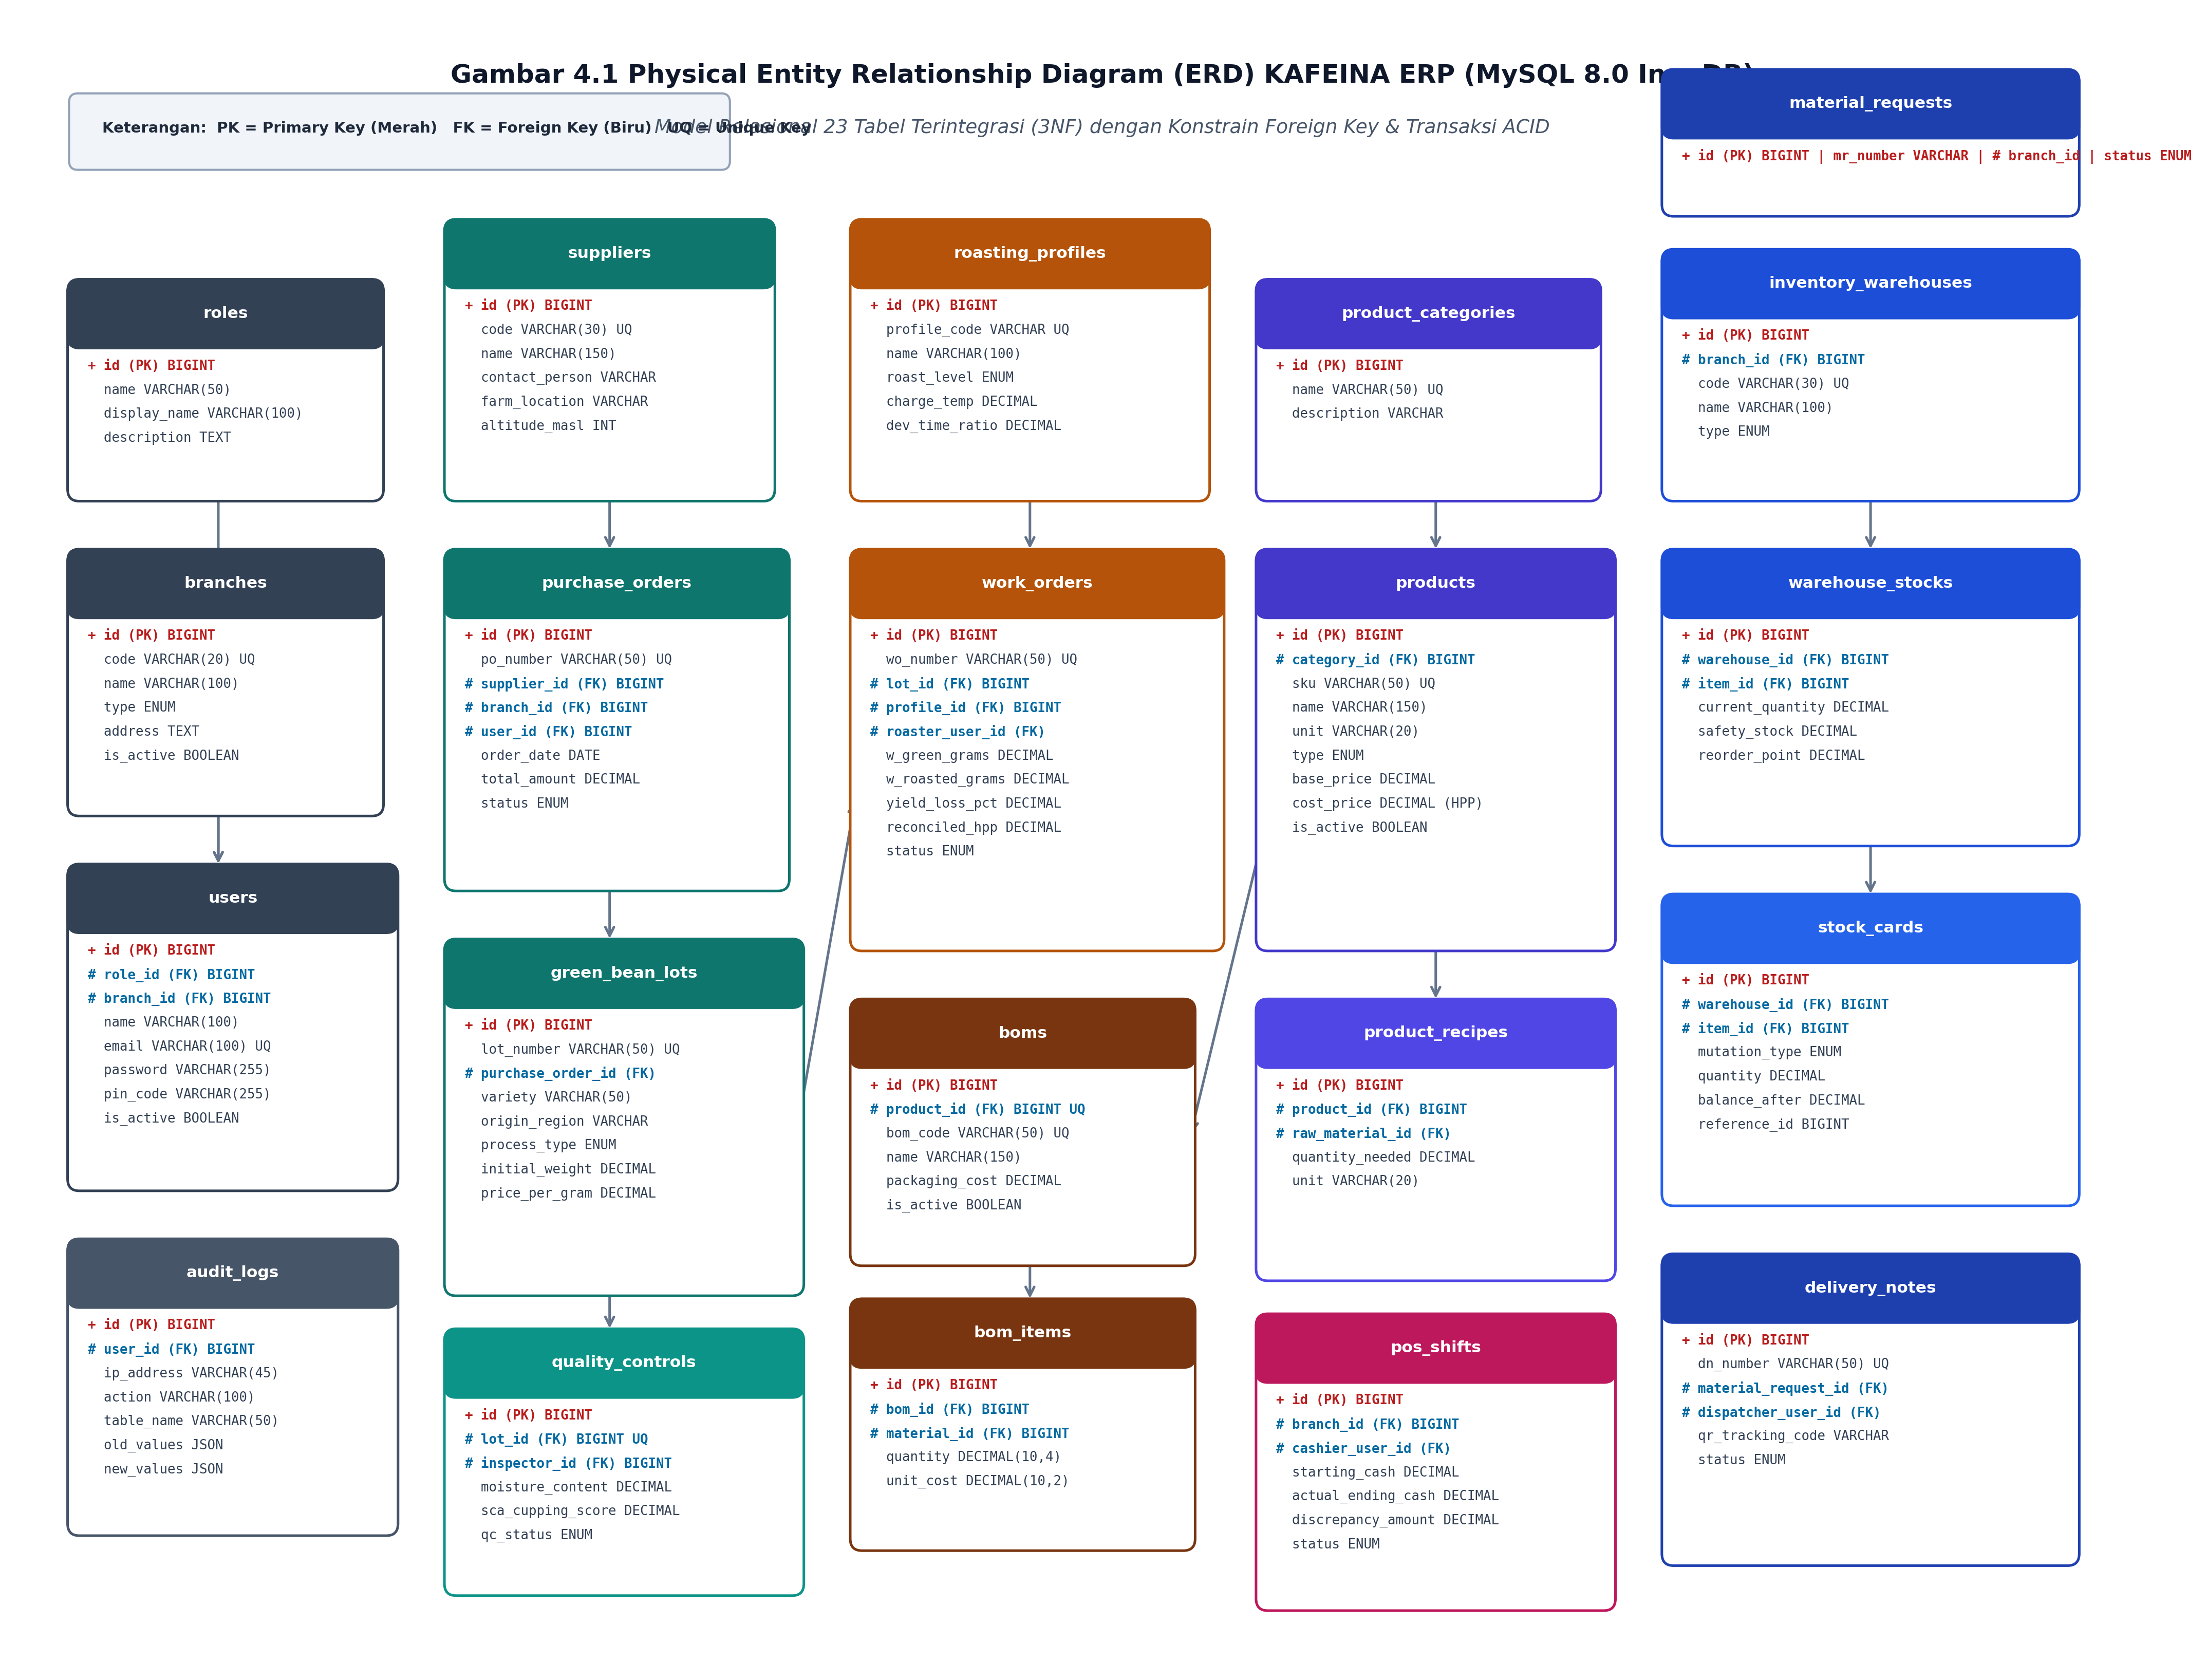 Gambar 4.1 Physical Entity Relationship Diagram (ERD) KAFEINA ERP (MySQL 8.0
Keterangan: PK = Primary Key (Merah) FK = Foreign Key (Biru) UQ = Unique Key
Model Relasional 23 Tabel Terintegrasi (3NF) dengan Konstrain Foreign Key & Transaksi ACID
material_requests
+ id (PK) BIGINT | mr_number VARCHAR | # branch_id | status ENUM
roles
+ id (PK) BIGINT
name VARCHAR(50)
display_name VARCHAR(100)
description TEXT
branches
+ id (PK) BIGINT
code VARCHAR(20) UQ
name VARCHAR(100)
type ENUM
address TEXT
is_active BOOLEAN
users
+ id (PK) BIGINT
# role_id (FK) BIGINT
# branch_id (FK) BIGINT
name VARCHAR(100)
email VARCHAR(100) UQ
password VARCHAR(255)
pin_code VARCHAR(255)
is_active BOOLEAN
audit_logs
+ id (PK) BIGINT
# user_id (FK) BIGINT
ip_address VARCHAR(45)
action VARCHAR(100)
table_name VARCHAR(50)
old_values JSON
new_values JSON
suppliers
+ id (PK) BIGINT
code VARCHAR(30) UQ
name VARCHAR(150)
contact_person VARCHAR
farm_location VARCHAR
altitude_masl INT
purchase_orders
+ id (PK) BIGINT
po_number VARCHAR(50) UQ
# supplier_id (FK) BIGINT
# branch_id (FK) BIGINT
# user_id (FK) BIGINT
order_date DATE
total_amount DECIMAL
status ENUM
green_bean_lots
+ id (PK) BIGINT
lot_number VARCHAR(50) UQ
# purchase_order_id (FK)
variety VARCHAR(50)
origin_region VARCHAR
process_type ENUM
initial_weight DECIMAL
price_per_gram DECIMAL
quality_controls
+ id (PK) BIGINT
# lot_id (FK) BIGINT UQ
# inspector_id (FK) BIGINT
moisture_content DECIMAL
sca_cupping_score DECIMAL
qc_status ENUM
roasting_profiles
+ id (PK) BIGINT
profile_code VARCHAR UQ
name VARCHAR(100)
roast_level ENUM
charge_temp DECIMAL
dev_time_ratio DECIMAL
work_orders
+ id (PK) BIGINT
wo_number VARCHAR(50) UQ
# lot_id (FK) BIGINT
# profile_id (FK) BIGINT
# roaster_user_id (FK)
w_green_grams DECIMAL
w_roasted_grams DECIMAL
yield_loss_pct DECIMAL
reconciled_hpp DECIMAL
status ENUM
boms
+ id (PK) BIGINT
# product_id (FK) BIGINT UQ
bom_code VARCHAR(50) UQ
name VARCHAR(150)
packaging_cost DECIMAL
is_active BOOLEAN
bom_items
+ id (PK) BIGINT
# bom_id (FK) BIGINT
# material_id (FK) BIGINT
quantity DECIMAL(10,4)
unit_cost DECIMAL(10,2)
product_categories
+ id (PK) BIGINT
name VARCHAR(50) UQ
description VARCHAR
products
+ id (PK) BIGINT
# category_id (FK) BIGINT
sku VARCHAR(50) UQ
name VARCHAR(150)
unit VARCHAR(20)
type ENUM
base_price DECIMAL
cost_price DECIMAL (HPP)
is_active BOOLEAN
product_recipes
+ id (PK) BIGINT
# product_id (FK) BIGINT
# raw_material_id (FK)
quantity_needed DECIMAL
unit VARCHAR(20)
pos_shifts
+ id (PK) BIGINT
# branch_id (FK) BIGINT
# cashier_user_id (FK)
starting_cash DECIMAL
actual_ending_cash DECIMAL
discrepancy_amount DECIMAL
status ENUM
inventory_warehouses
+ id (PK) BIGINT
# branch_id (FK) BIGINT
code VARCHAR(30) UQ
name VARCHAR(100)
type ENUM
warehouse_stocks
+ id (PK) BIGINT
# warehouse_id (FK) BIGINT
# item_id (FK) BIGINT
current_quantity DECIMAL
safety_stock DECIMAL
reorder_point DECIMAL
stock_cards
+ id (PK) BIGINT
# warehouse_id (FK) BIGINT
# item_id (FK) BIGINT
mutation_type ENUM
quantity DECIMAL
balance_after DECIMAL
reference_id BIGINT
delivery_notes
+ id (PK) BIGINT
dn_number VARCHAR(50) UQ
# material_request_id (FK)
# dispatcher_user_id (FK)
qr_tracking_code VARCHAR
status ENUM